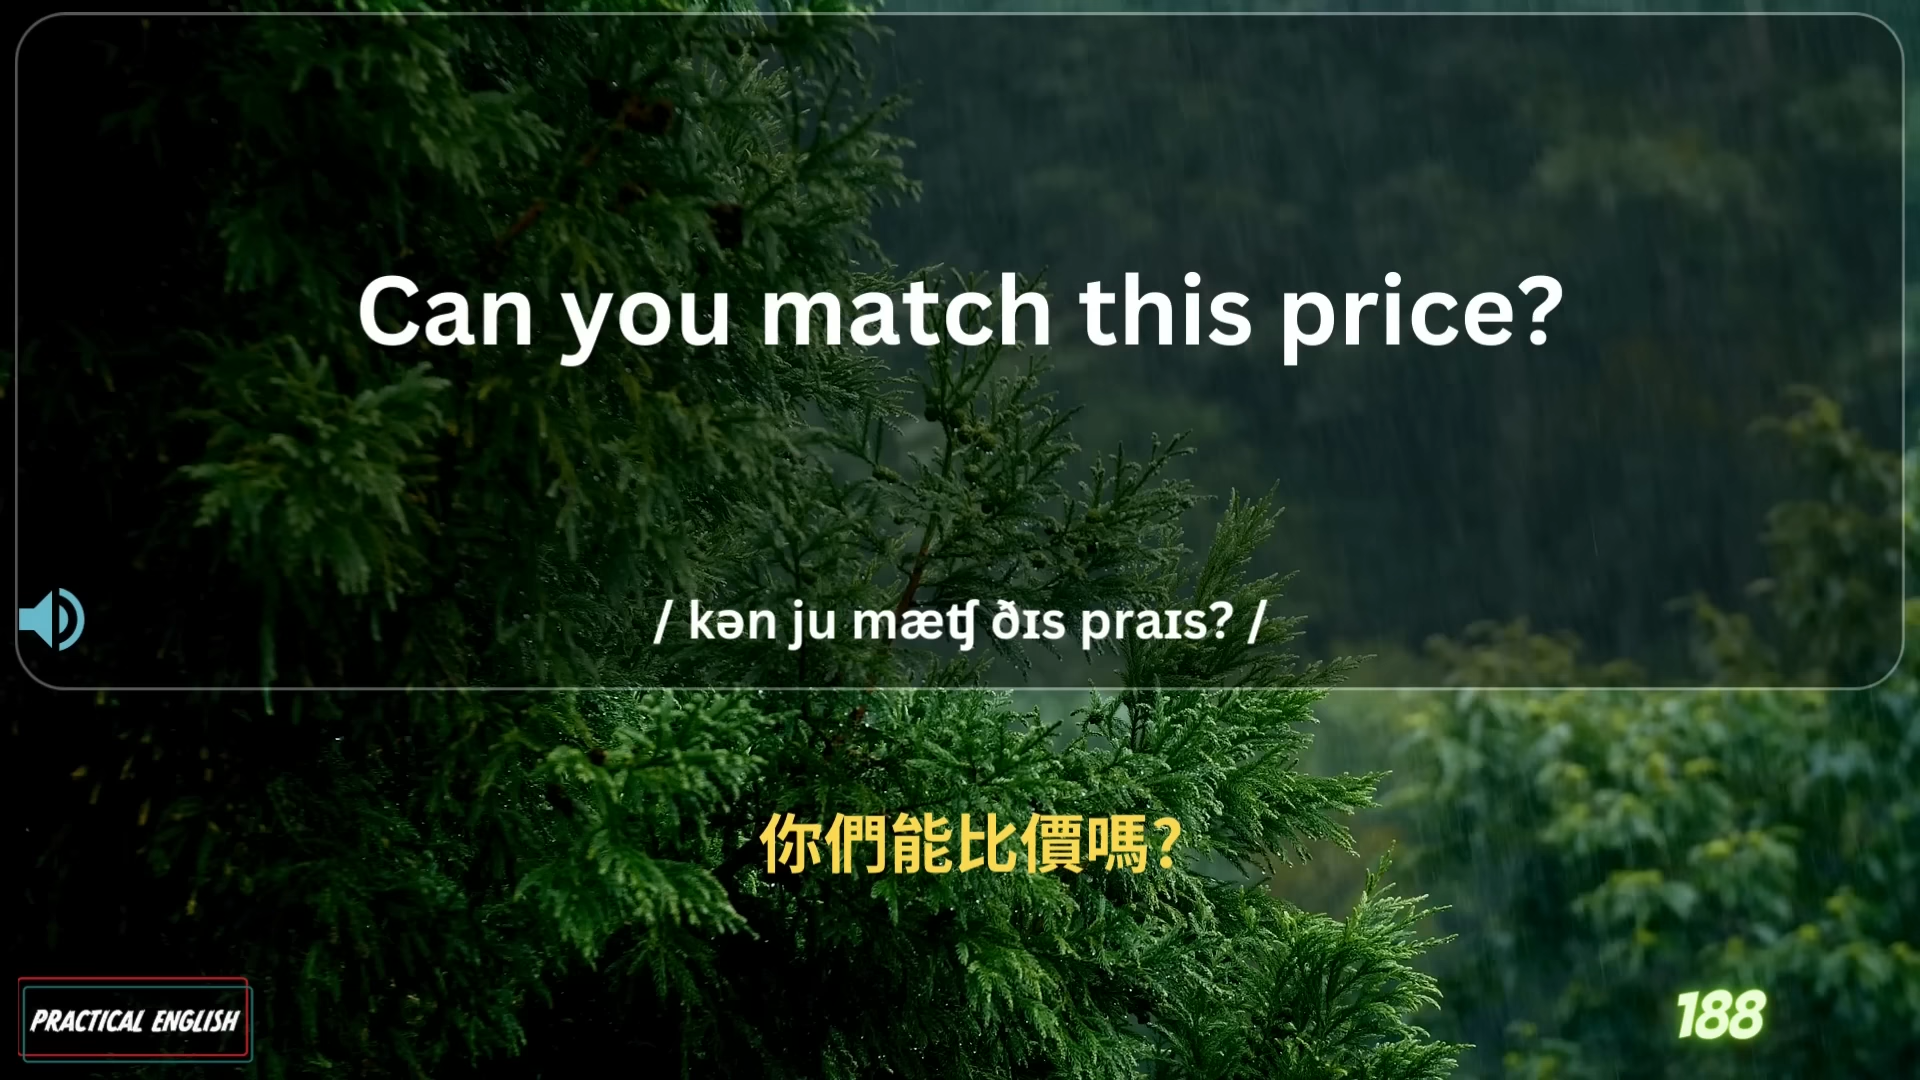 Can you match this price?
/ kən ju mæʧ ðɪs praɪs? /
你們能比價嗎?
PRACTICAL ENGLISH
188